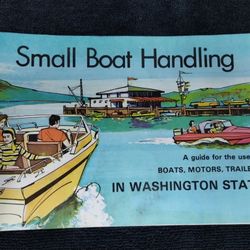 Small Boat Handling
A guide for the use
BOATS, MOTORS, TRAILE
IN WASHINGTON STAT